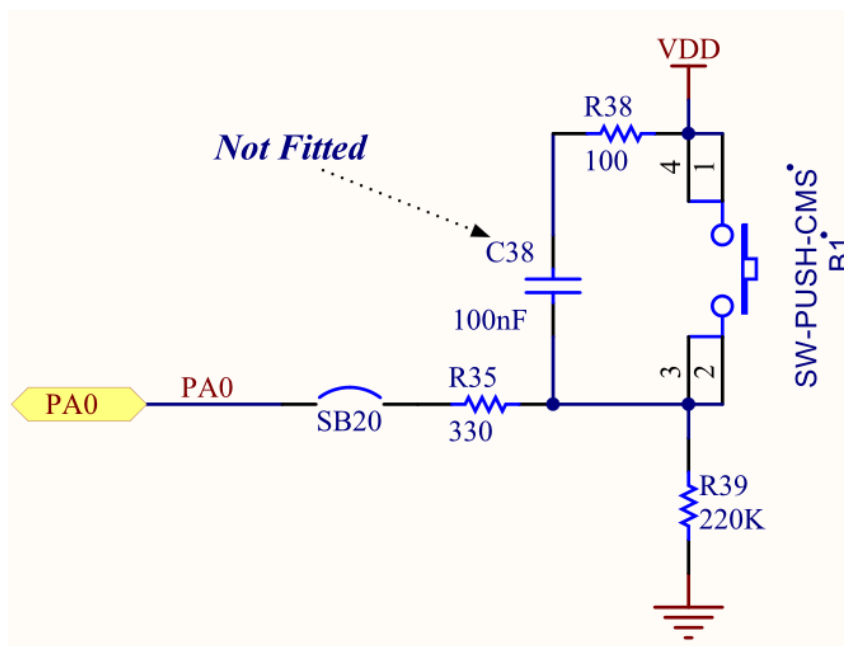 VDD
R38
100
4
1
Not Fitted
C38
100nF
SW-PUSH-CMS
B1
3
2
PA0
PA0
SB20
R35
330
R39
220K